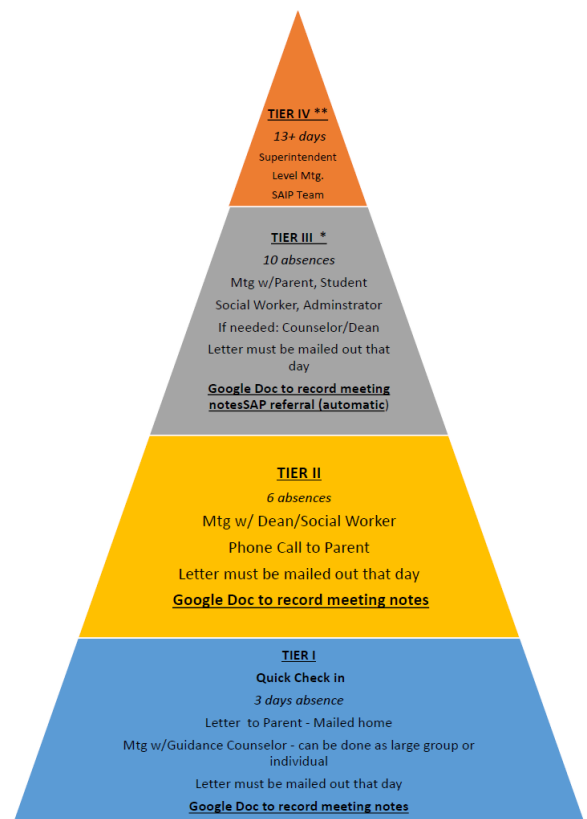 TIER IV **
13+ days
Superintendent
Level Mtg.
SAIP Team
TIER III *
10 absences
Mtg w/Parent, Student
Social Worker, Adminstrator
If needed: Counselor/Dean
Letter must be mailed out that
day
Google Doc to record meeting
notesSAP referral (automatic)
TIER II
6 absences
Mtg w/ Dean/Social Worker
Phone Call to Parent
Letter must be mailed out that day
Google Doc to record meeting notes
TIER I
Quick Check in
3 days absence
Letter to Parent - Mailed home
Mtg w/Guidance Counselor - can be done as large group or
individual
Letter must be mailed out that day
Google Doc to record meeting notes